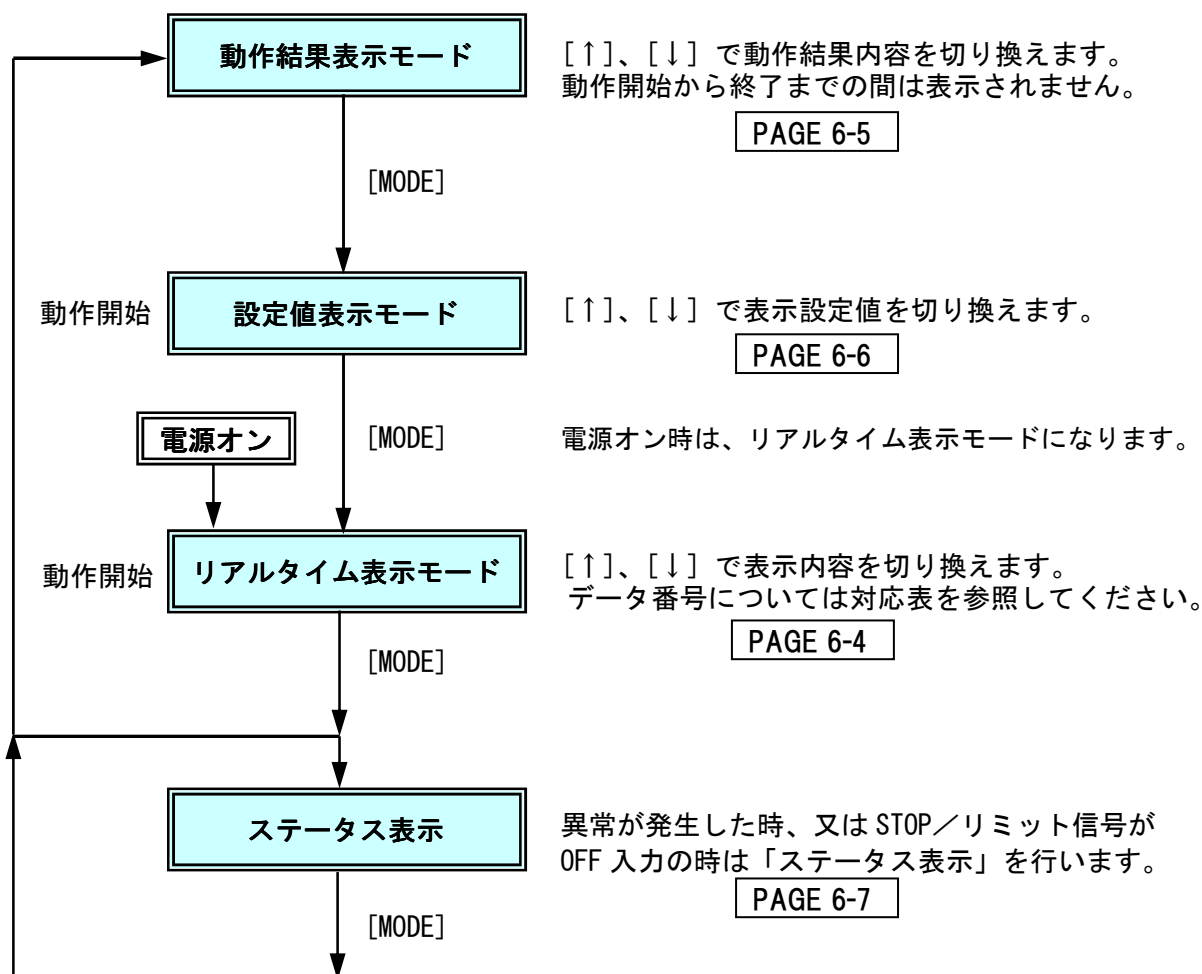 動作結果表示モード
[↑]、[↓] で動作結果内容を切り換えます。
動作開始から終了までの間は表示されません。
PAGE 6-5
[MODE]
動作開始
設定値表示モード
[↑]、[↓] で表示設定値を切り換えます。
PAGE 6-6
電源オン
[MODE]
電源オン時は、リアルタイム表示モードになります。
動作開始
リアルタイム表示モード
[↑]、[↓] で表示内容を切り換えます。
データ番号については対応表を参照してください。
PAGE 6-4
[MODE]
ステータス表示
異常が発生した時、又は STOP/リミット信号が
OFF 入力の時は「ステータス表示」を行います。
PAGE 6-7
[MODE]